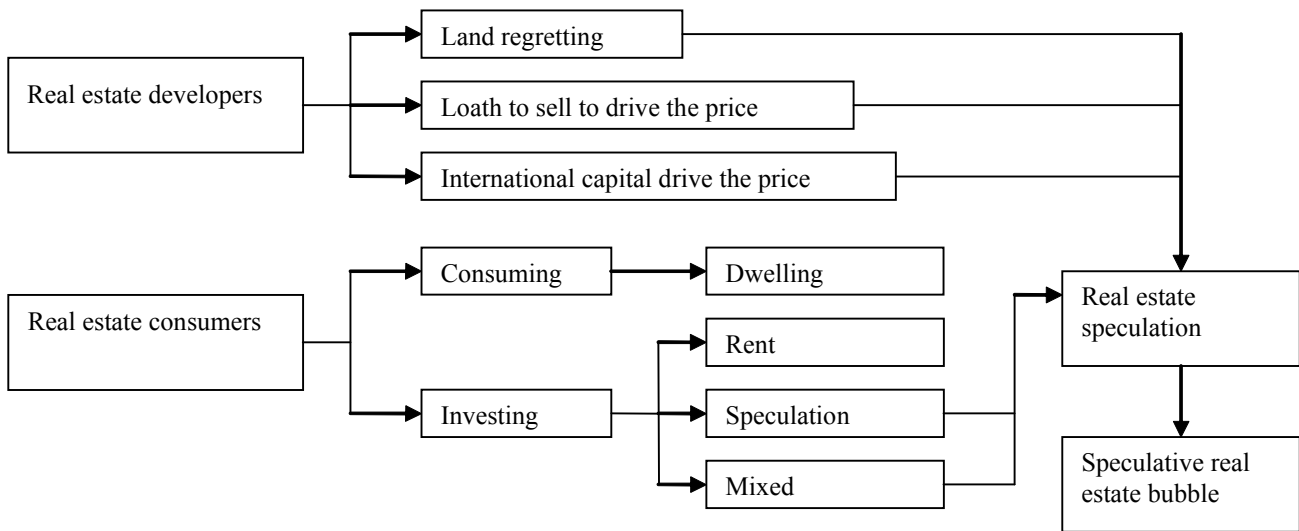 Land regretting
Real estate developers
Loath to sell to drive the price
International capital drive the price
Consuming
Dwelling
Real estate consumers
Real estate
speculation
Rent
Investing
Speculation
Mixed
Speculative real
estate bubble